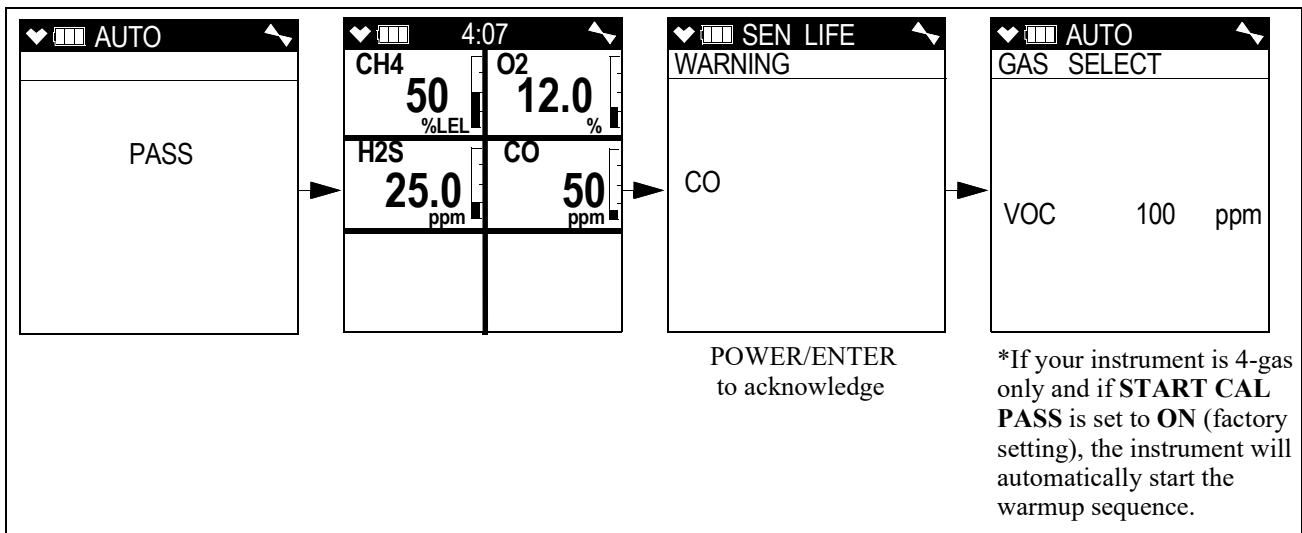 AUTO
PASS
4:07
CH4
50
%LEL
O2
12.0
%
H2S
25.0
ppm
CO
50
ppm
SEN LIFE
WARNING
CO
POWER/ENTER
to acknowledge
AUTO
GAS SELECT
VOC 100 ppm
*If your instrument is 4-gas
only and if START CAL
PASS is set to ON (factory
setting), the instrument will
automatically start the
warmup sequence.